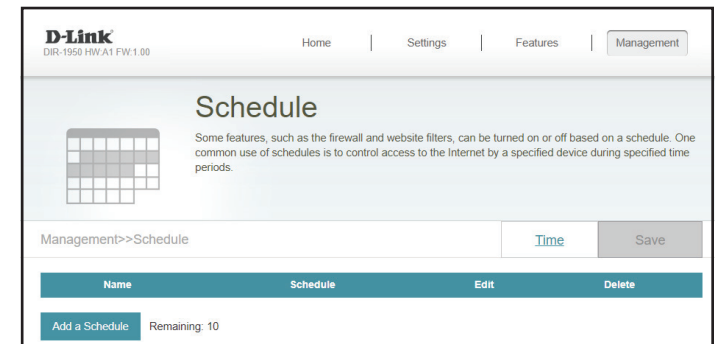 D-Link
DIR-1950 HW:A1 FW:1.00
Home | Settings | Features | Management
Schedule
Some features, such as the firewall and website filters, can be turned on or off based on a schedule. One
common use of schedules is to control access to the Internet by a specified device during specified time
periods.
Management>>Schedule
Time
Save
Name Schedule Edit Delete
Add a Schedule Remaining: 10